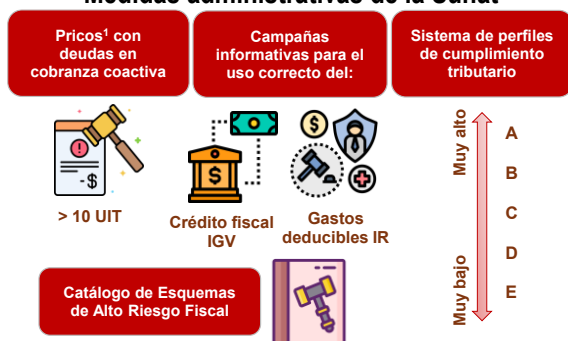 Medidas administrativas de la Sunat
Pricos¹ con
deudas en
cobranza coactiva
Campañas
informativas para el
uso correcto del:
Sistema de perfiles
de cumplimiento
tributario
-$
> 10 UIT
$
Crédito fiscal
IGV
$
Gastos
deducibles IR
Muy alto
Muy bajo
A
B
C
D
E
Catálogo de Esquemas
de Alto Riesgo Fiscal